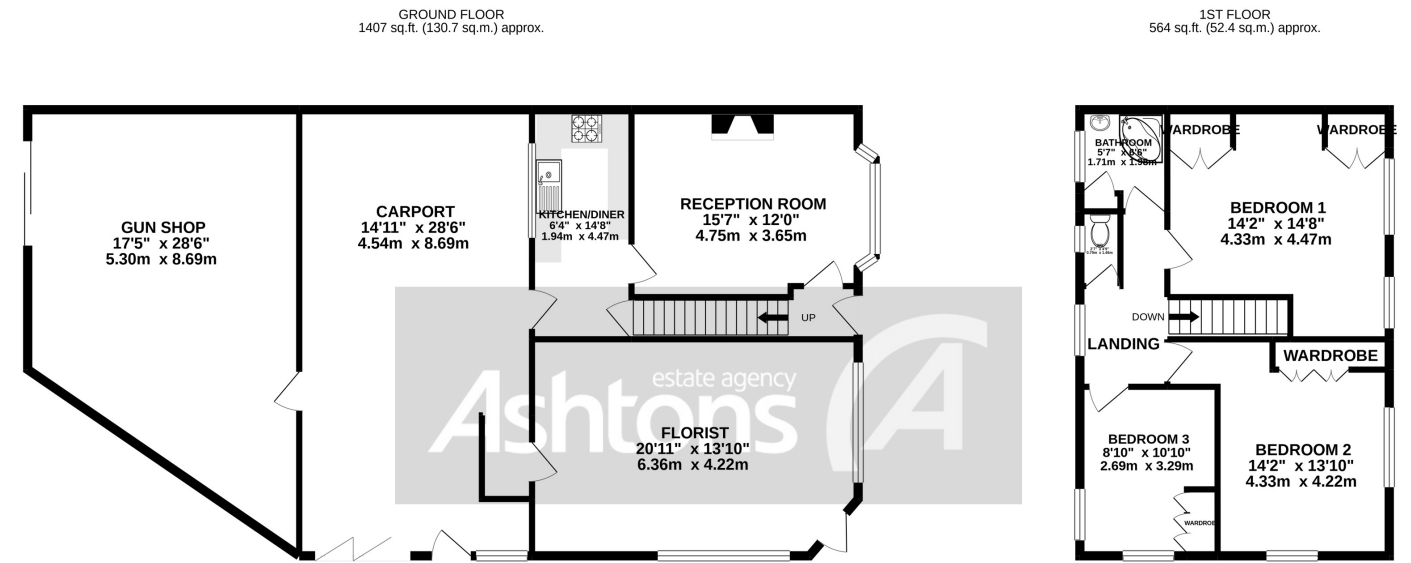 GROUND FLOOR
1407 sq.ft. (130.7 sq.m.) approx.
1ST FLOOR
564 sq.ft. (52.4 sq.m.) approx.
GUN SHOP
17'5" x 28'6"
5.30m x 8.69m
CARPORT
14'11" x 28'6"
4.54m x 8.69m
KITCHEN/DINER
6'4" x 14'8"
1.94m x 4.47m
RECEPTION ROOM
15'7" x 12'0"
4.75m x 3.65m
UP
estate agency
Ashtons
A
FLORIST
20'11" x 13'10"
6.36m x 4.22m
BATHROOM
5'7" x 6'6"
1.71m x 1.98m
WARDROBE
WARDROBE
BEDROOM 1
14'2" x 14'8"
4.33m x 4.47m
DOWN
LANDING
WARDROBE
BEDROOM 3
8'10" x 10'10"
2.69m x 3.29m
WARDROBE
BEDROOM 2
14'2" x 13'10"
4.33m x 4.22m